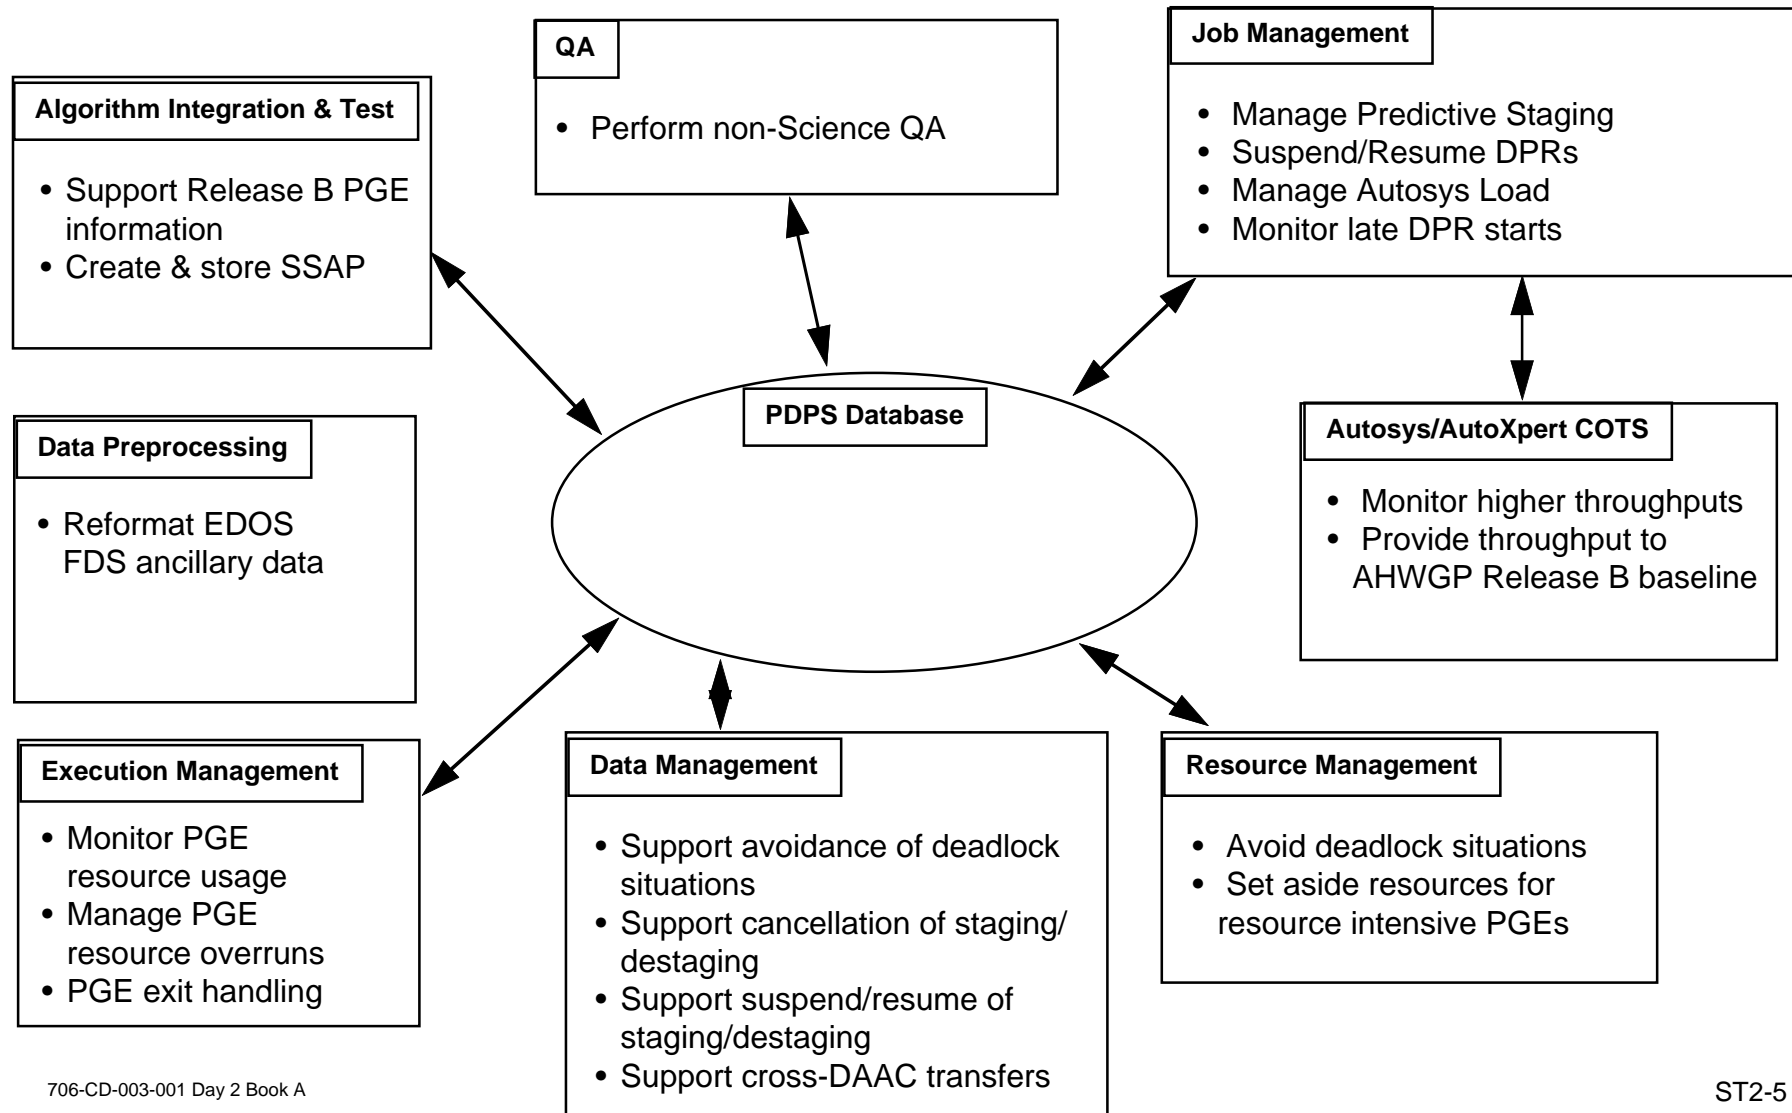 QA
• Perform non-Science QA
Job Management
• Manage Predictive Staging
• Suspend/Resume DPRs
• Manage Autosys Load
• Monitor late DPR starts
Algorithm Integration & Test
• Support Release B PGE
information
• Create & store SSAP
PDPS Database
Autosys/AutoXpert COTS
• Monitor higher throughputs
• Provide throughput to
AHWGP Release B baseline
Data Preprocessing
• Reformat EDOS
FDS ancillary data
Execution Management
• Monitor PGE
resource usage
• Manage PGE
resource overruns
• PGE exit handling
Data Management
• Support avoidance of deadlock
situations
• Support cancellation of staging/
destaging
• Support suspend/resume of
staging/destaging
• Support cross-DAAC transfers
Resource Management
• Avoid deadlock situations
• Set aside resources for
resource intensive PGEs
706-CD-003-001 Day 2 Book A
ST2-5